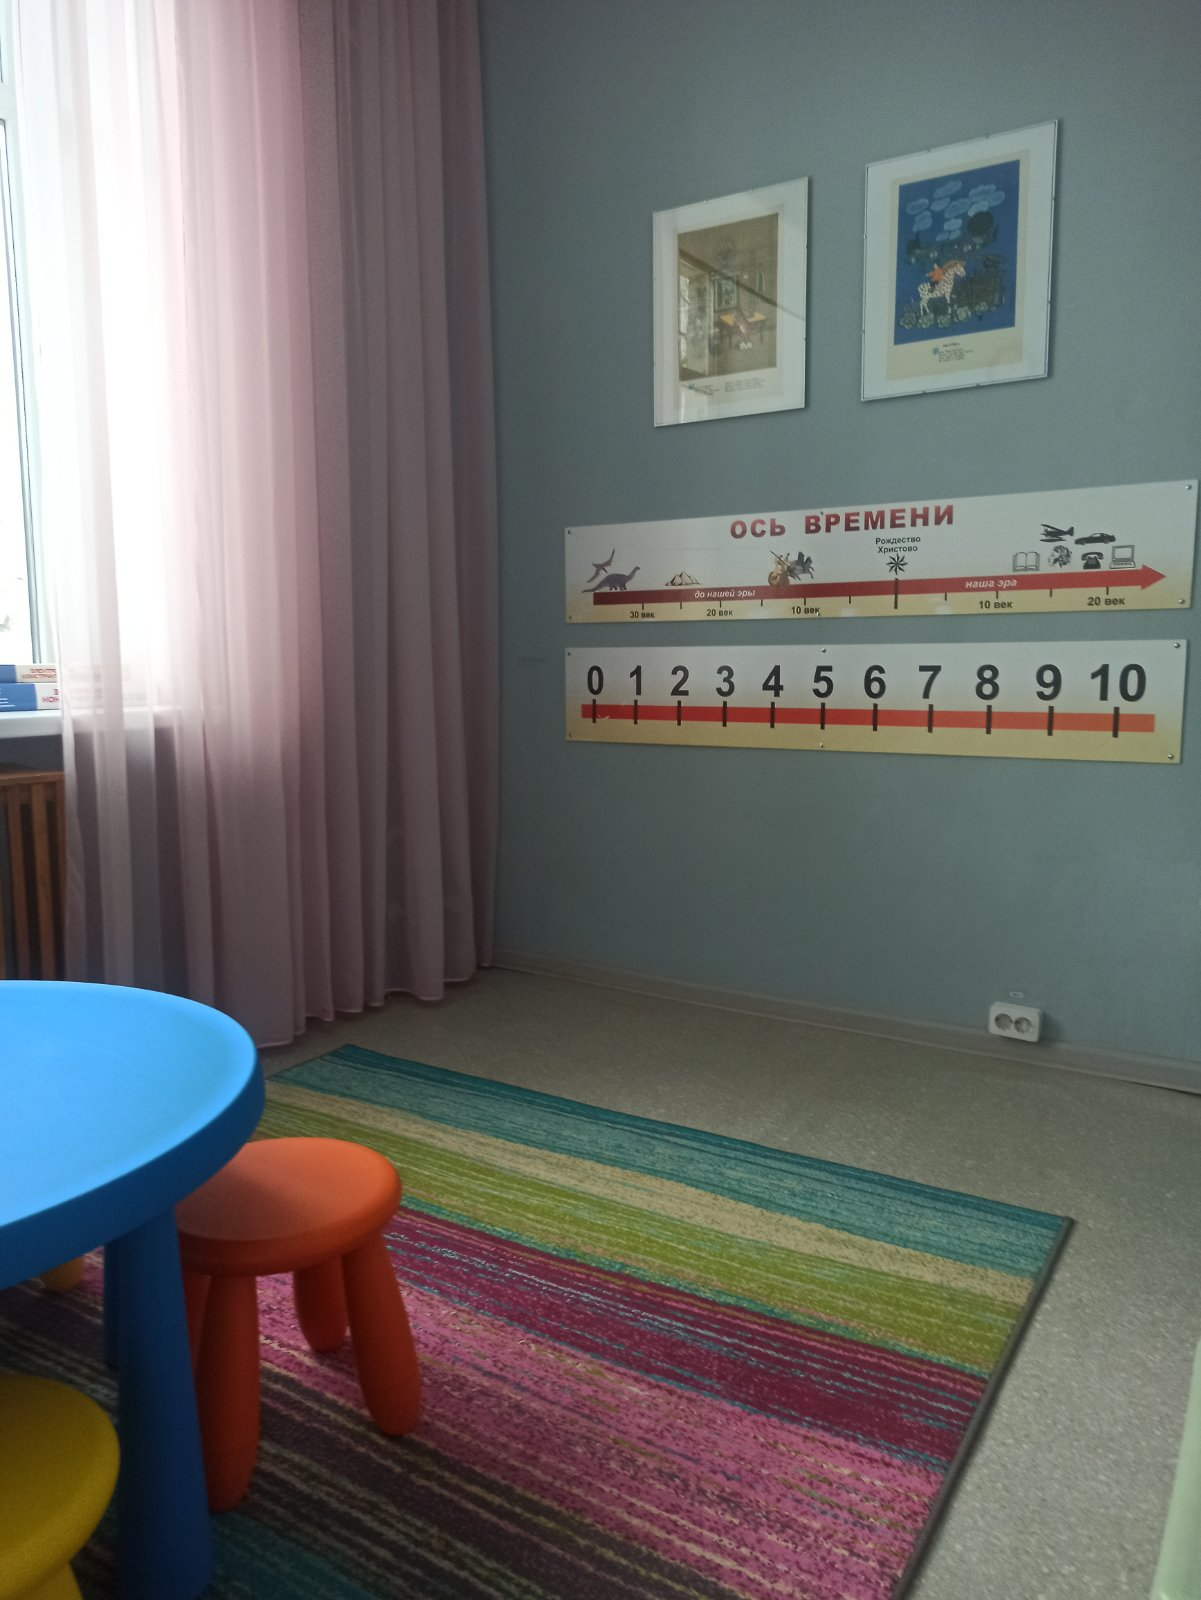 ОСЬ ВРЕМЕНИ
Рождество
Христово
до нашей эры
наша эра
30 век
20 век
10 век
10 век
20 век
0 1 2 3 4 5 6 7 8 9 10